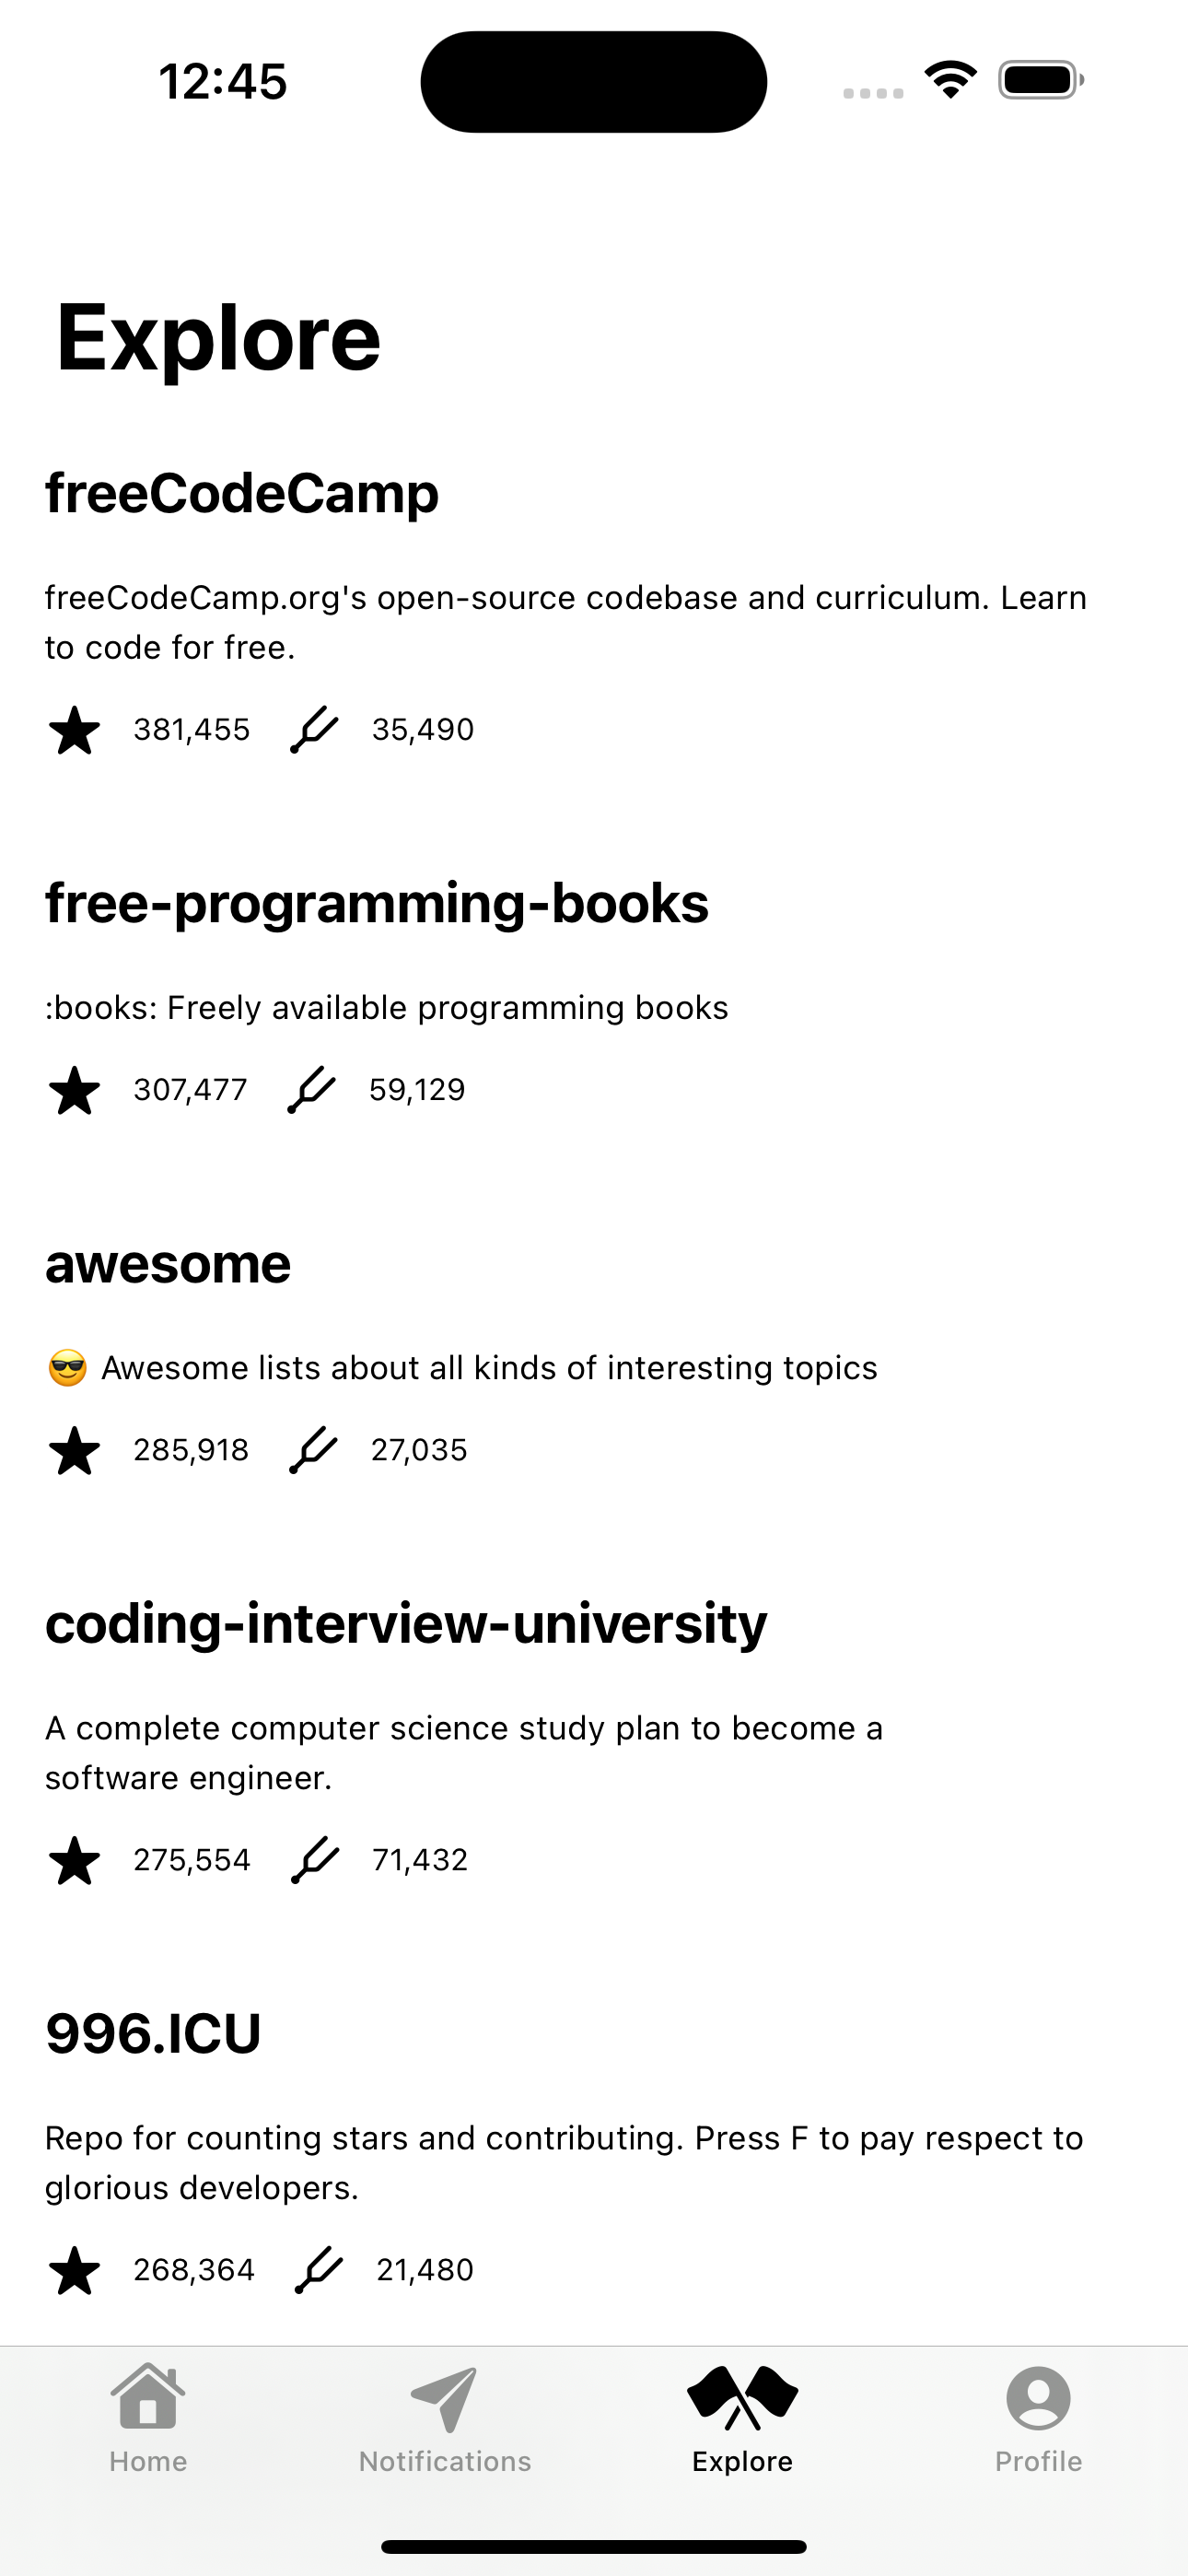 12:45
Explore
freeCodeCamp
freeCodeCamp.org's open-source codebase and curriculum. Learn
to code for free.
381,455 35,490
free-programming-books
:books: Freely available programming books
307,477 59,129
awesome
😎 Awesome lists about all kinds of interesting topics
285,918 27,035
coding-interview-university
A complete computer science study plan to become a
software engineer.
275,554 71,432
996.ICU
Repo for counting stars and contributing. Press F to pay respect to
glorious developers.
268,364 21,480
Home Notifications Explore Profile